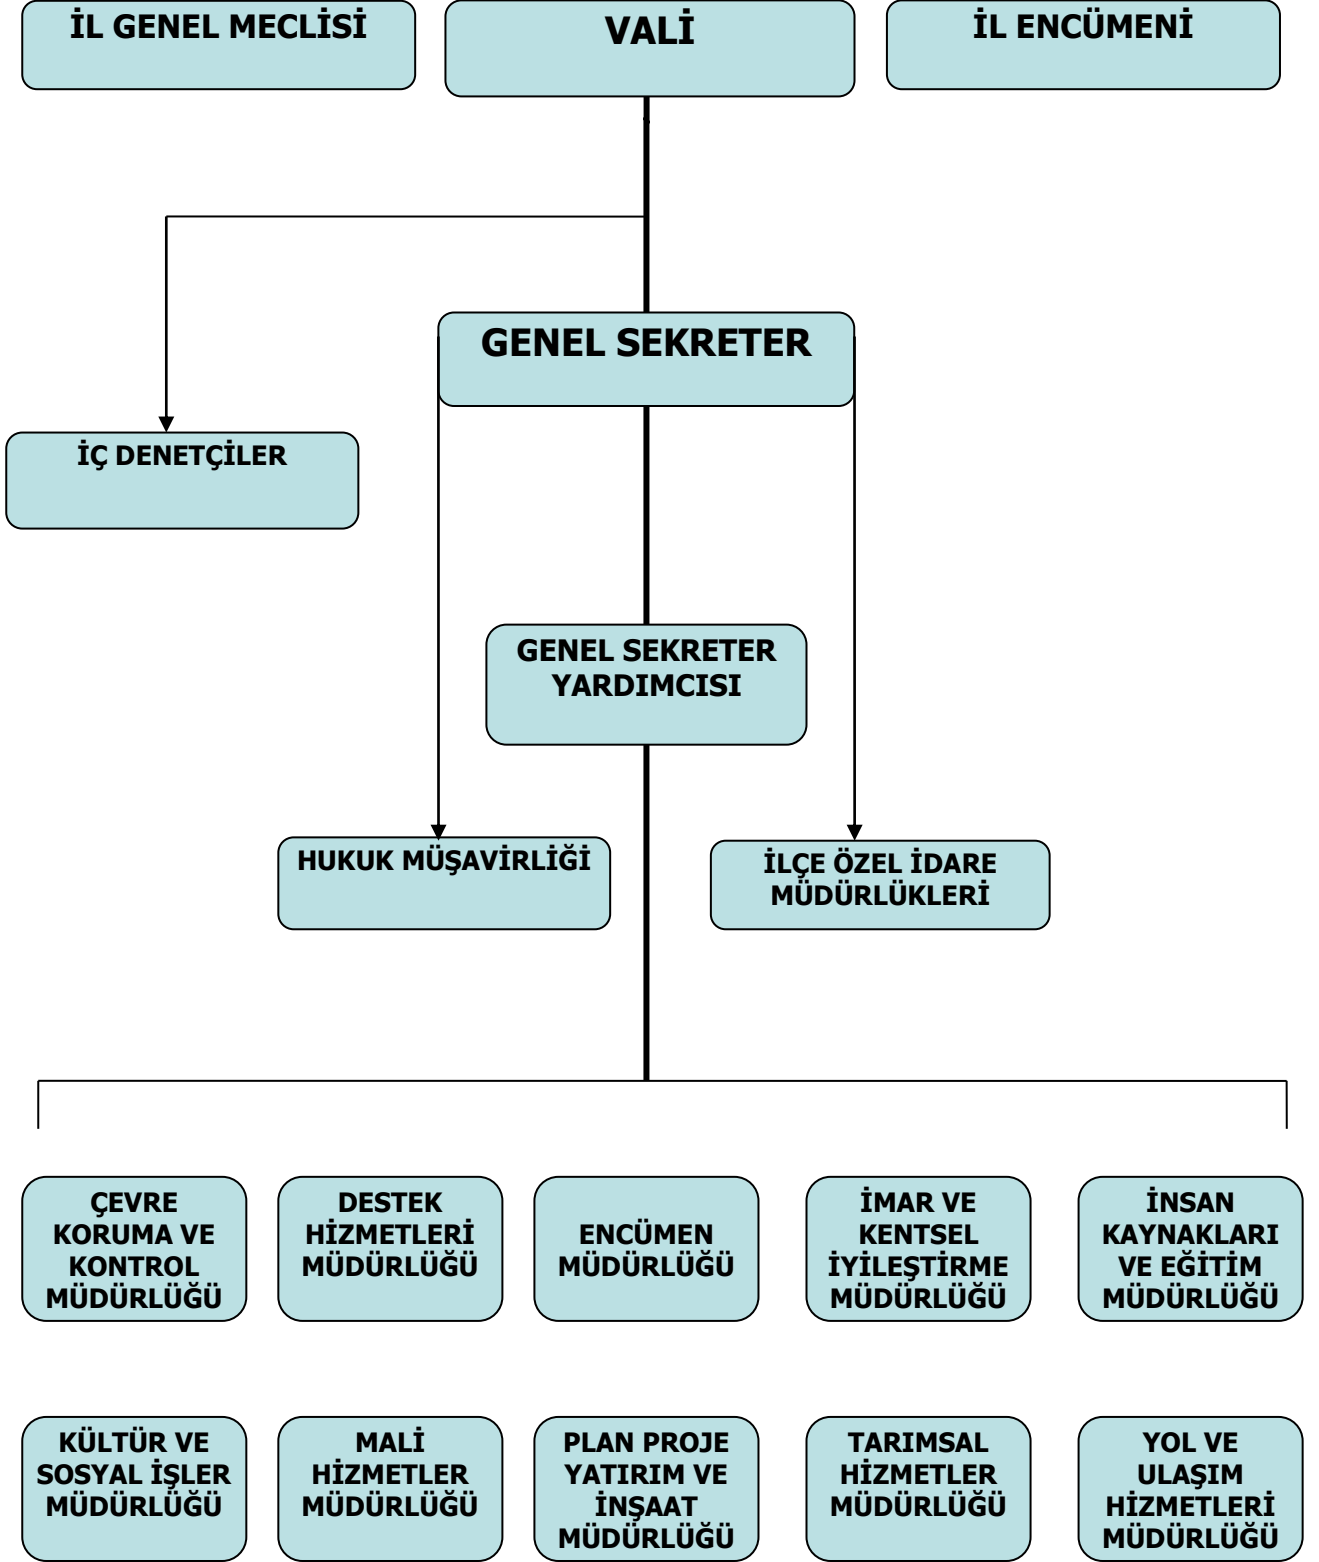 İL GENEL MECLİSİ
VALİ
İL ENCÜMENİ
GENEL SEKRETER
İÇ DENETÇİLER
GENEL SEKRETER
YARDIMCISI
HUKUK MÜŞAVİRLİĞİ
İLÇE ÖZEL İDARE
MÜDÜRLÜKLERİ
ÇEVRE
KORUMA VE
KONTROL
MÜDÜRLÜĞÜ
DESTEK
HİZMETLERİ
MÜDÜRLÜĞÜ
ENCÜMEN
MÜDÜRLÜĞÜ
İMAR VE
KENTSEL
İYİLEŞTİRME
MÜDÜRLÜĞÜ
İNSAN
KAYNAKLARI
VE EĞİTİM
MÜDÜRLÜĞÜ
KÜLTÜR VE
SOSYAL İŞLER
MÜDÜRLÜĞÜ
MALİ
HİZMETLER
MÜDÜRLÜĞÜ
PLAN PROJE
YATIRIM VE
İNŞAAT
MÜDÜRLÜĞÜ
TARIMSAL
HİZMETLER
MÜDÜRLÜĞÜ
YOL VE
ULAŞIM
HİZMETLERİ
MÜDÜRLÜĞÜ